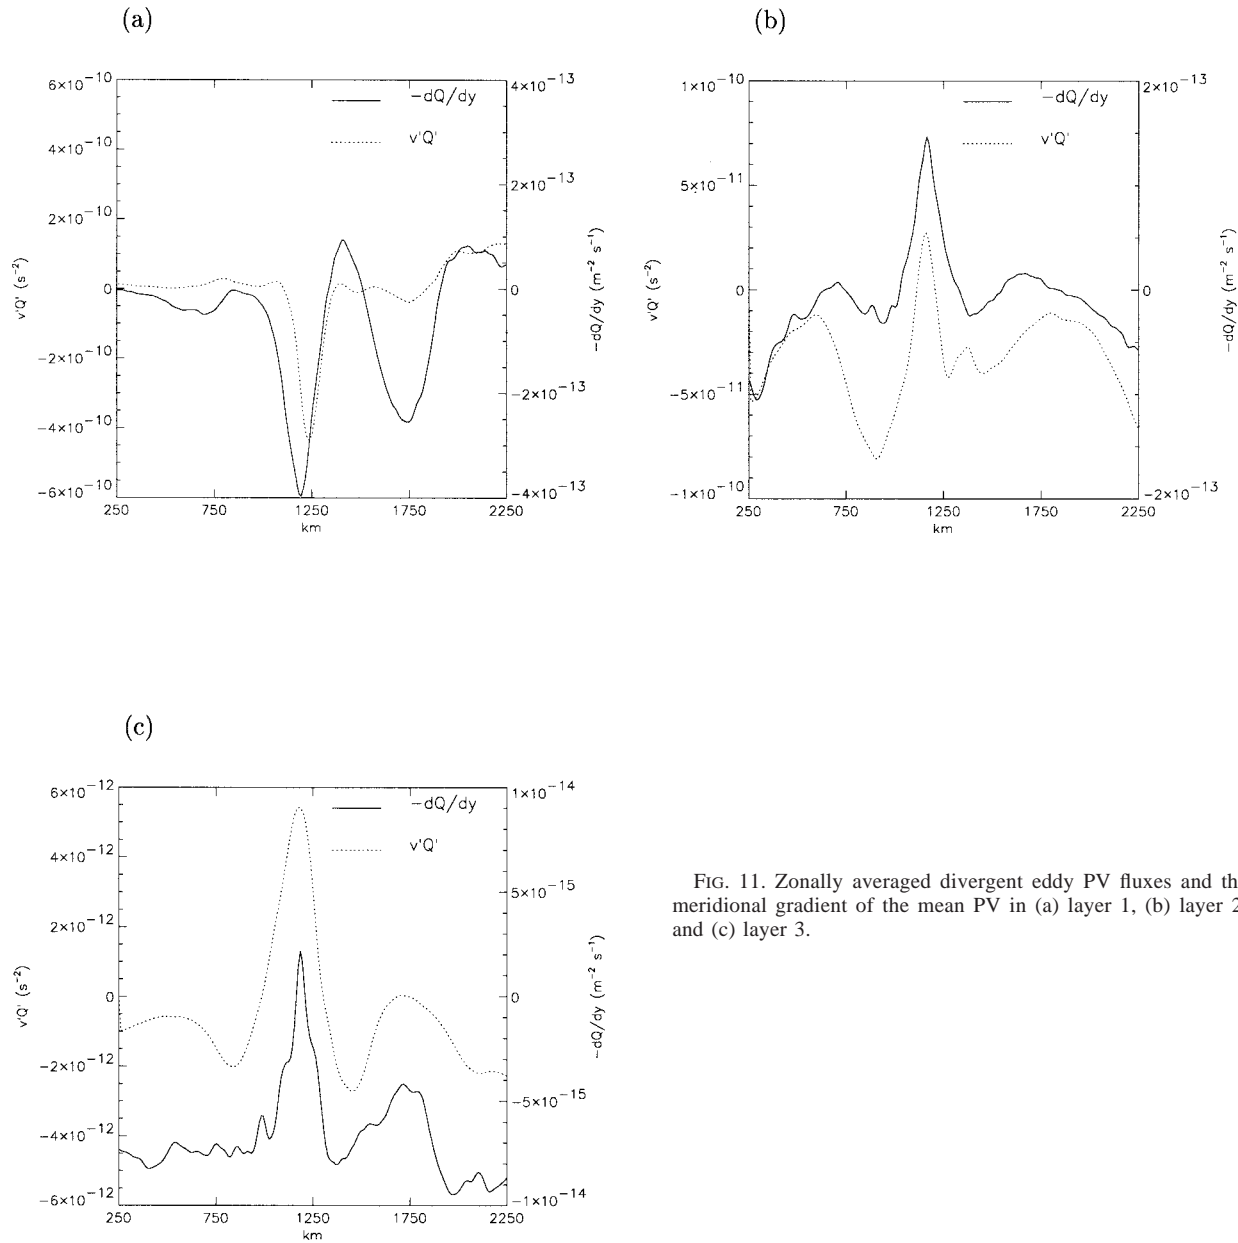 (a)
6×10⁻¹⁰
4×10⁻¹⁰
2×10⁻¹⁰
0
−2×10⁻¹⁰
−4×10⁻¹⁰
−6×10⁻¹⁰
v'Q' (s⁻²)
−dQ/dy
v'Q'
4×10⁻¹³
2×10⁻¹³
0
−2×10⁻¹³
−4×10⁻¹³
−dQ/dy (m⁻² s⁻¹)
250 750 1250 1750 2250
km
(b)
1×10⁻¹⁰
5×10⁻¹¹
0
−5×10⁻¹¹
−1×10⁻¹⁰
v'Q' (s⁻²)
−dQ/dy
v'Q'
2×10⁻¹³
0
−2×10⁻¹³
−dQ/dy (m⁻² s⁻¹)
250 750 1250 1750 2250
km
(c)
6×10⁻¹²
4×10⁻¹²
2×10⁻¹²
0
−2×10⁻¹²
−4×10⁻¹²
−6×10⁻¹²
v'Q' (s⁻²)
−dQ/dy
v'Q'
1×10⁻¹⁴
5×10⁻¹⁵
0
−5×10⁻¹⁵
−1×10⁻¹⁴
−dQ/dy (m⁻² s⁻¹)
250 750 1250 1750 2250
km
FIG. 11. Zonally averaged divergent eddy PV fluxes and th
meridional gradient of the mean PV in (a) layer 1, (b) layer 2
and (c) layer 3.